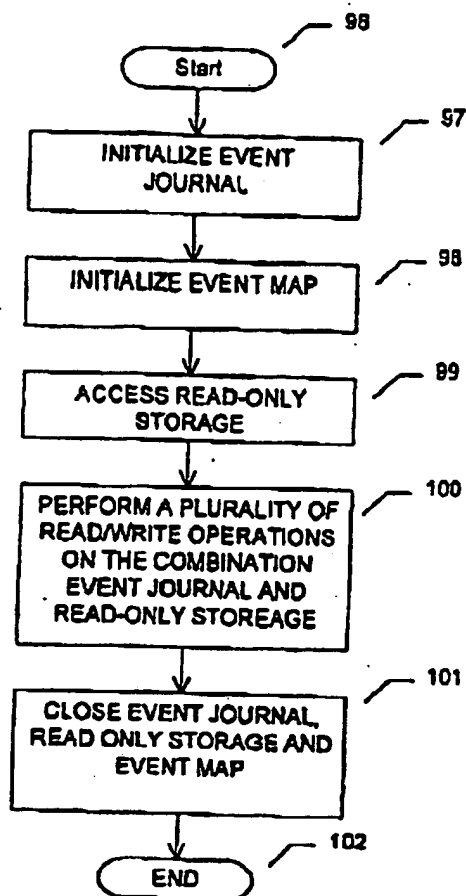 96
Start
97
INITIALIZE EVENT
JOURNAL
98
INITIALIZE EVENT MAP
99
ACCESS READ-ONLY
STORAGE
100
PERFORM A PLURALITY OF
READ/WRITE OPERATIONS
ON THE COMBINATION
EVENT JOURNAL AND
READ-ONLY STOREAGE
101
CLOSE EVENT JOURNAL,
READ ONLY STORAGE AND
EVENT MAP
102
END